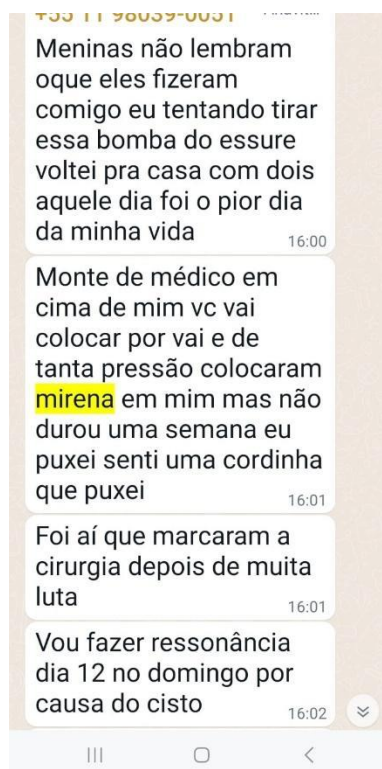 Meninas não lembram
oque eles fizeram
comigo eu tentando tirar
essa bomba do essure
voltei pra casa com dois
aquele dia foi o pior dia
da minha vida
16:00
Monte de médico em
cima de mim vc vai
colocar por vai e de
tanta pressão colocaram
mirena em mim mas não
durou uma semana eu
puxei senti uma cordinha
que puxei
16:01
Foi aí que marcaram a
cirurgia depois de muita
luta
16:01
Vou fazer ressonância
dia 12 no domingo por
causa do cisto
16:02